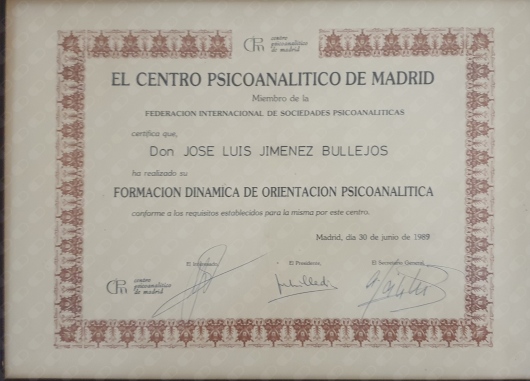 centro
psicoanalitico
de madrid
EL CENTRO PSICOANALITICO DE MADRID
Miembro de la
FEDERACION INTERNACIONAL DE SOCIEDADES PSICOANALITICAS
certifica que,
Don JOSE LUIS JIMENEZ BULLEJOS
ha realizado su
FORMACION DINAMICA DE ORIENTACION PSICOANALITICA
conforme a los requisitos establecidos para la misma por este centro.
Madrid, día 30 de junio de 1989
El interesado, El Presidente, El Secretario General,
centro
psicoanalitico
de madrid